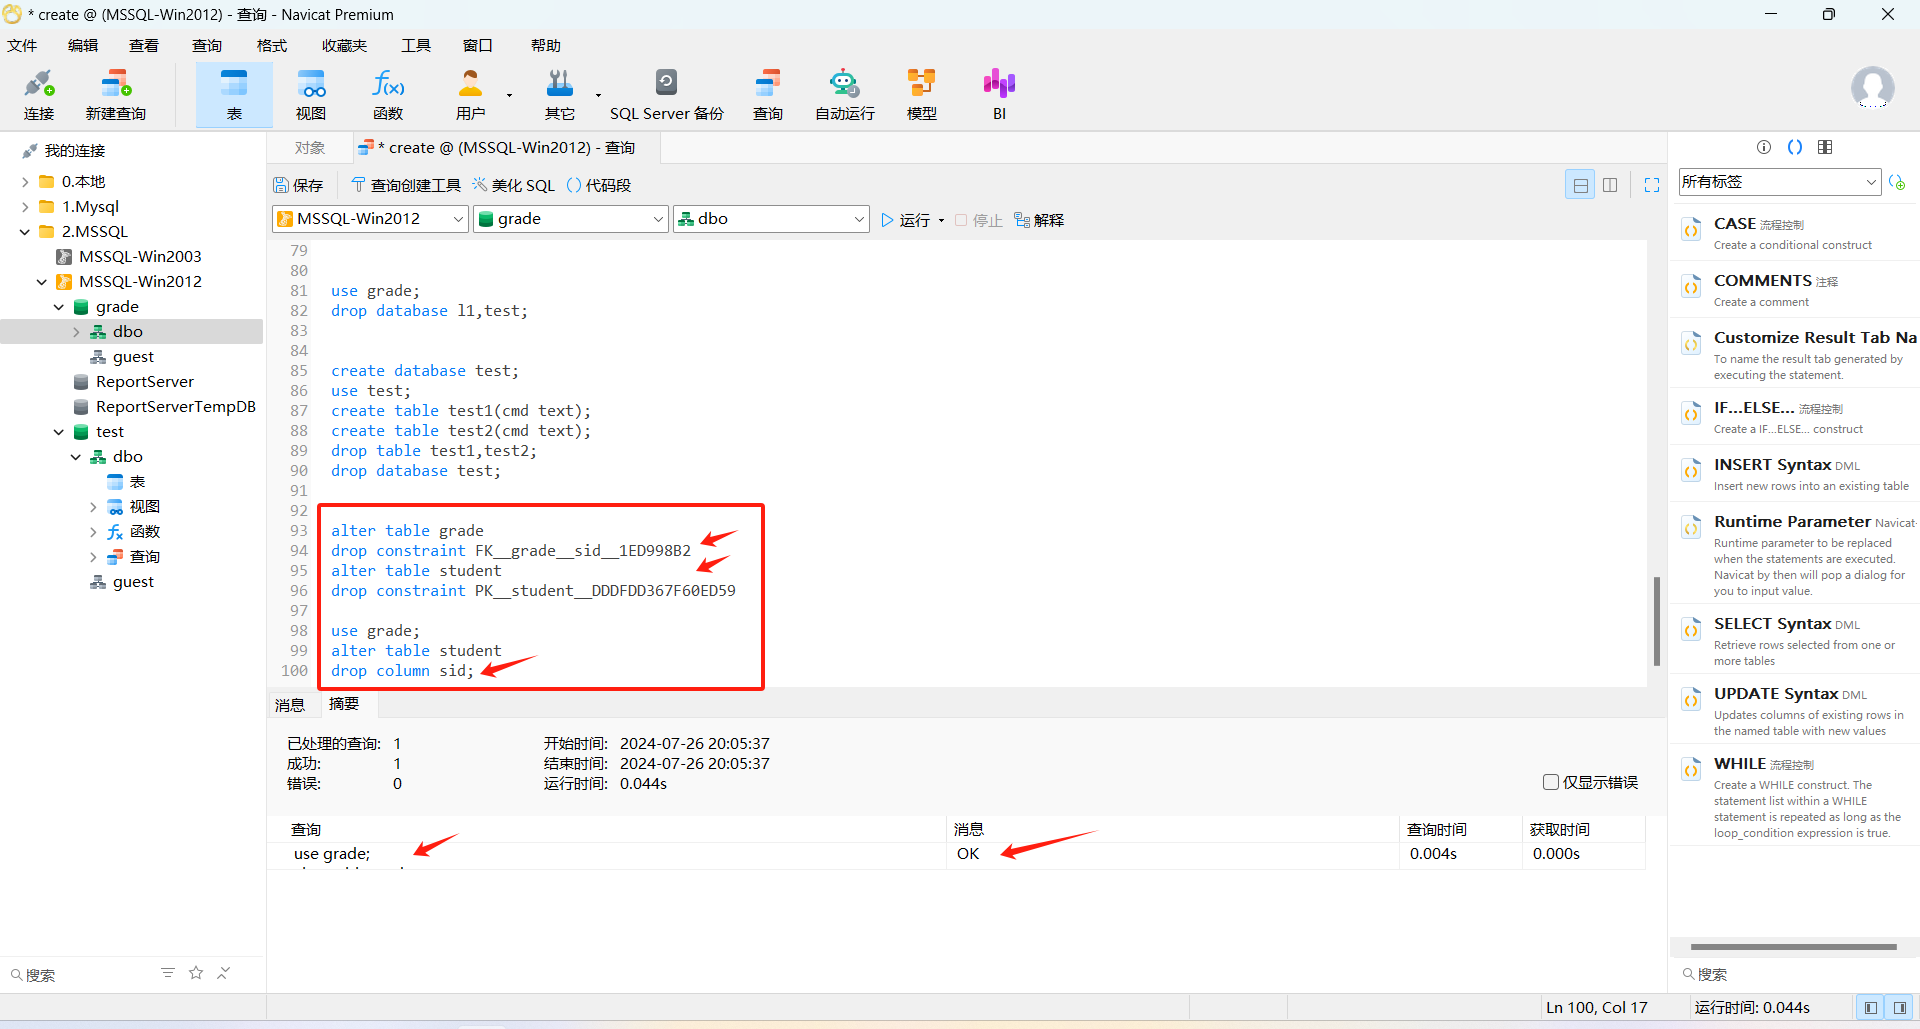 * create @ (MSSQL-Win2012) - 查询 - Navicat Premium
文件 编辑 查看 查询 格式 收藏夹 工具 窗口 帮助
连接 新建查询 表 视图 函数 用户 其它 SQL Server 备份 查询 自动运行 模型 BI
我的连接
0.本地
1.Mysql
2.MSSQL
MSSQL-Win2003
MSSQL-Win2012
grade
dbo
guest
ReportServer
ReportServerTempDB
test
dbo
表
视图
函数
查询
guest
搜索
对象 * create @ (MSSQL-Win2012) - 查询
保存 查询创建工具 美化 SQL 代码段
MSSQL-Win2012 grade dbo 运行 停止 解释
79
80
81 use grade;
82 drop database l1,test;
83
84
85 create database test;
86 use test;
87 create table test1(cmd text);
88 create table test2(cmd text);
89 drop table test1,test2;
90 drop database test;
91
92
93 alter table grade
94 drop constraint FK__grade__sid__1ED998B2
95 alter table student
96 drop constraint PK__student__DDDFDD367F60ED59
97
98 use grade;
99 alter table student
100 drop column sid;
消息 摘要
已处理的查询: 1 开始时间: 2024-07-26 20:05:37
成功: 1 结束时间: 2024-07-26 20:05:37
错误: 0 运行时间: 0.044s
仅显示错误
查询 消息 查询时间 获取时间
use grade; OK 0.004s 0.000s
所有标签
CASE 流程控制
Create a conditional construct
COMMENTS 注释
Create a comment
Customize Result Tab Na
To name the result tab generated by
executing the statement.
IF...ELSE... 流程控制
Create a IF...ELSE... construct
INSERT Syntax DML
Insert new rows into an existing table
Runtime Parameter Navicat
Runtime parameter to be replaced
when the statements are executed.
Navicat by then will pop a dialog for
you to input value.
SELECT Syntax DML
Retrieve rows selected from one or
more tables
UPDATE Syntax DML
Updates columns of existing rows in
the named table with new values
WHILE 流程控制
Create a WHILE construct. The
statement list within a WHILE
statement is repeated as long as the
loop_condition expression is true.
搜索
Ln 100, Col 17 运行时间: 0.044s